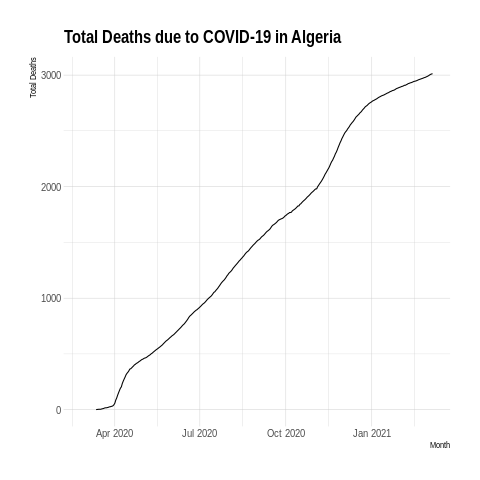 Total Deaths due to COVID-19 in Algeria
Total Deaths
3000
2000
1000
0
Apr 2020 Jul 2020 Oct 2020 Jan 2021
Month